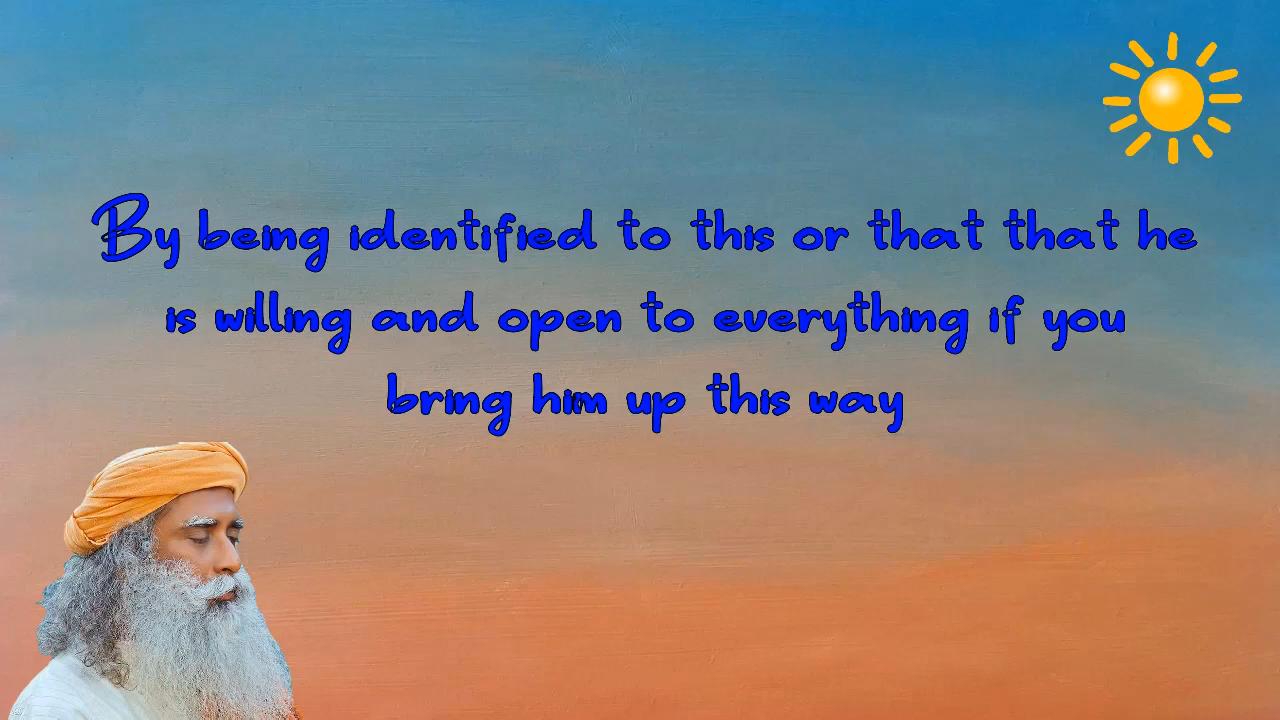 By being identified to this or that that he
is willing and open to everything if you
bring him up this way